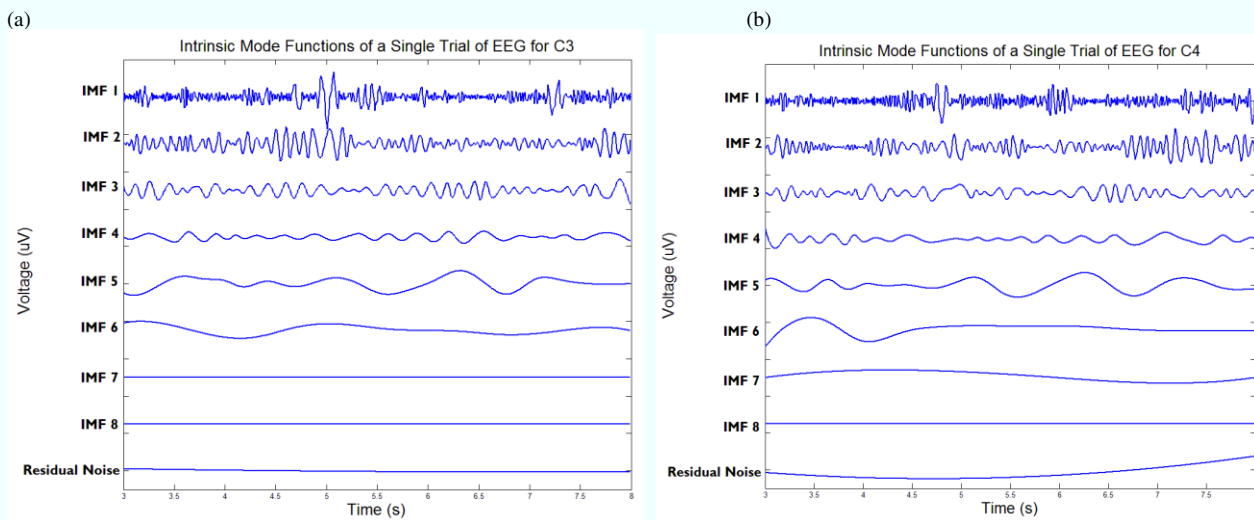 (a)
(b)
Intrinsic Mode Functions of a Single Trial of EEG for C3
IMF 1
IMF 2
IMF 3
IMF 4
IMF 5
IMF 6
IMF 7
IMF 8
Residual Noise
Voltage (uV)
3 3.5 4 4.5 5 5.5 6 6.5 7 7.5 8
Time (s)
Intrinsic Mode Functions of a Single Trial of EEG for C4
IMF 1
IMF 2
IMF 3
IMF 4
IMF 5
IMF 6
IMF 7
IMF 8
Residual Noise
Voltage (uV)
3 3.5 4 4.5 5 5.5 6 6.5 7 7.5
Time (s)